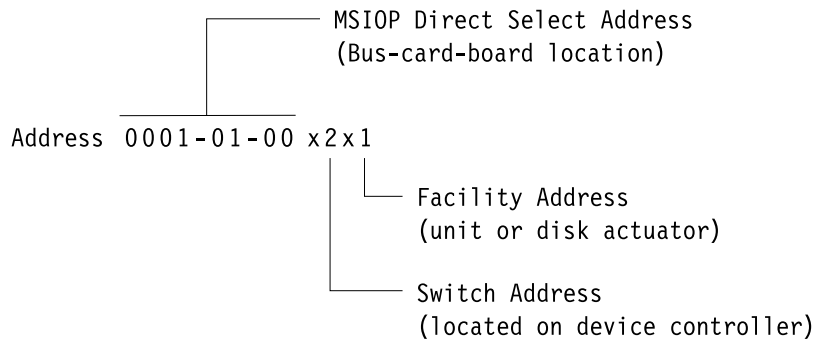 MSIOP Direct Select Address
(Bus-card-board location)
Address 0001-01-00 x2x1
Facility Address
(unit or disk actuator)
Switch Address
(located on device controller)